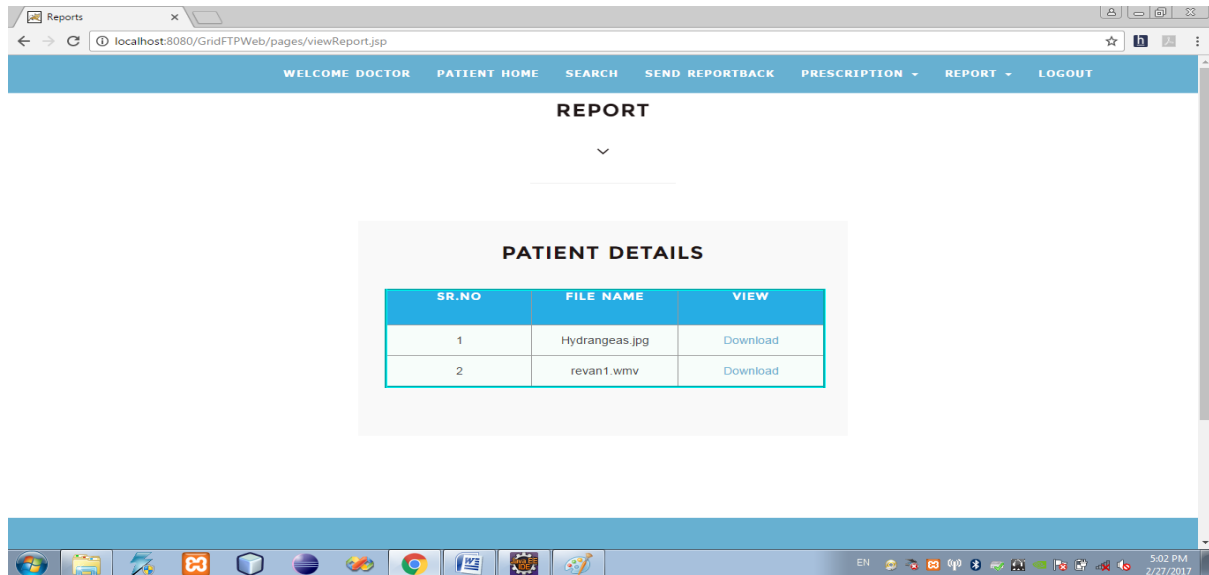 Reports
localhost:8080/GridFTPWeb/pages/viewReport.jsp
WELCOME DOCTOR PATIENT HOME SEARCH SEND REPORTBACK PRESCRIPTION REPORT LOGOUT
REPORT
PATIENT DETAILS
SR.NO FILE NAME VIEW
1 Hydrangeas.jpg Download
2 revan1.wmv Download
EN 5:02 PM
2/27/2017